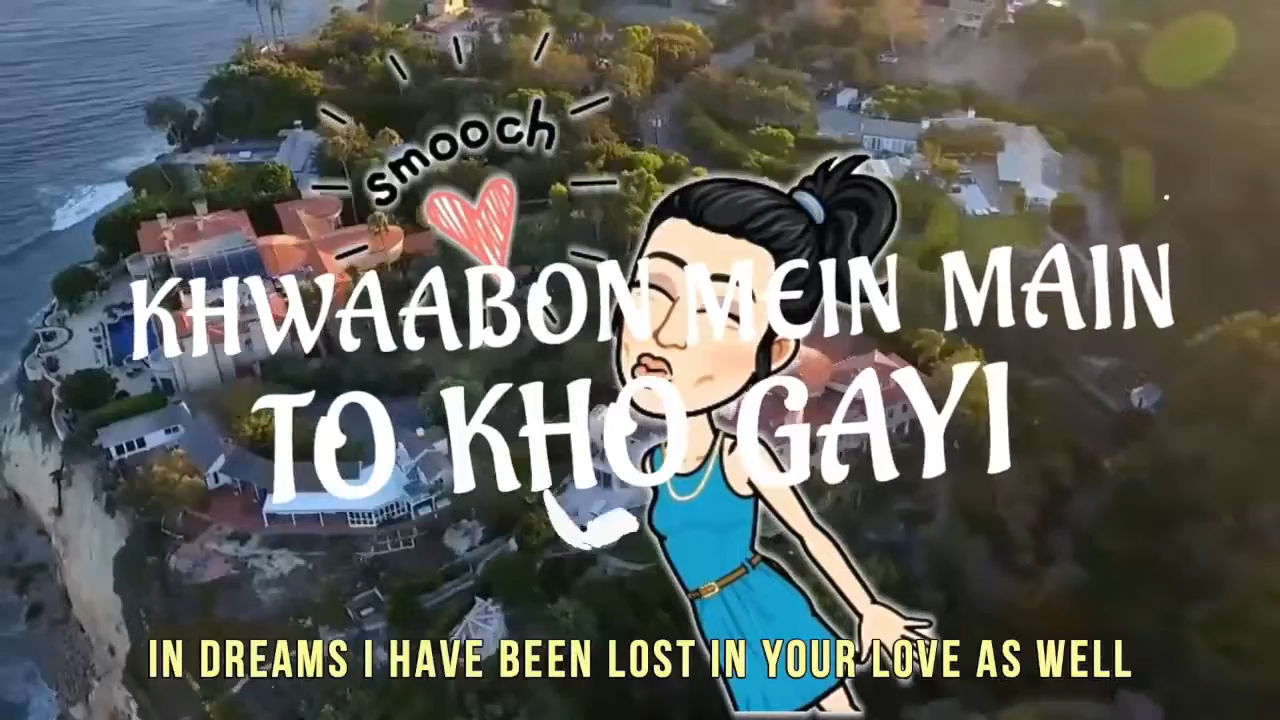 smooch
KHWAABON MEIN MAIN
TO KHO GAYI
IN DREAMS I HAVE BEEN LOST IN YOUR LOVE AS WELL